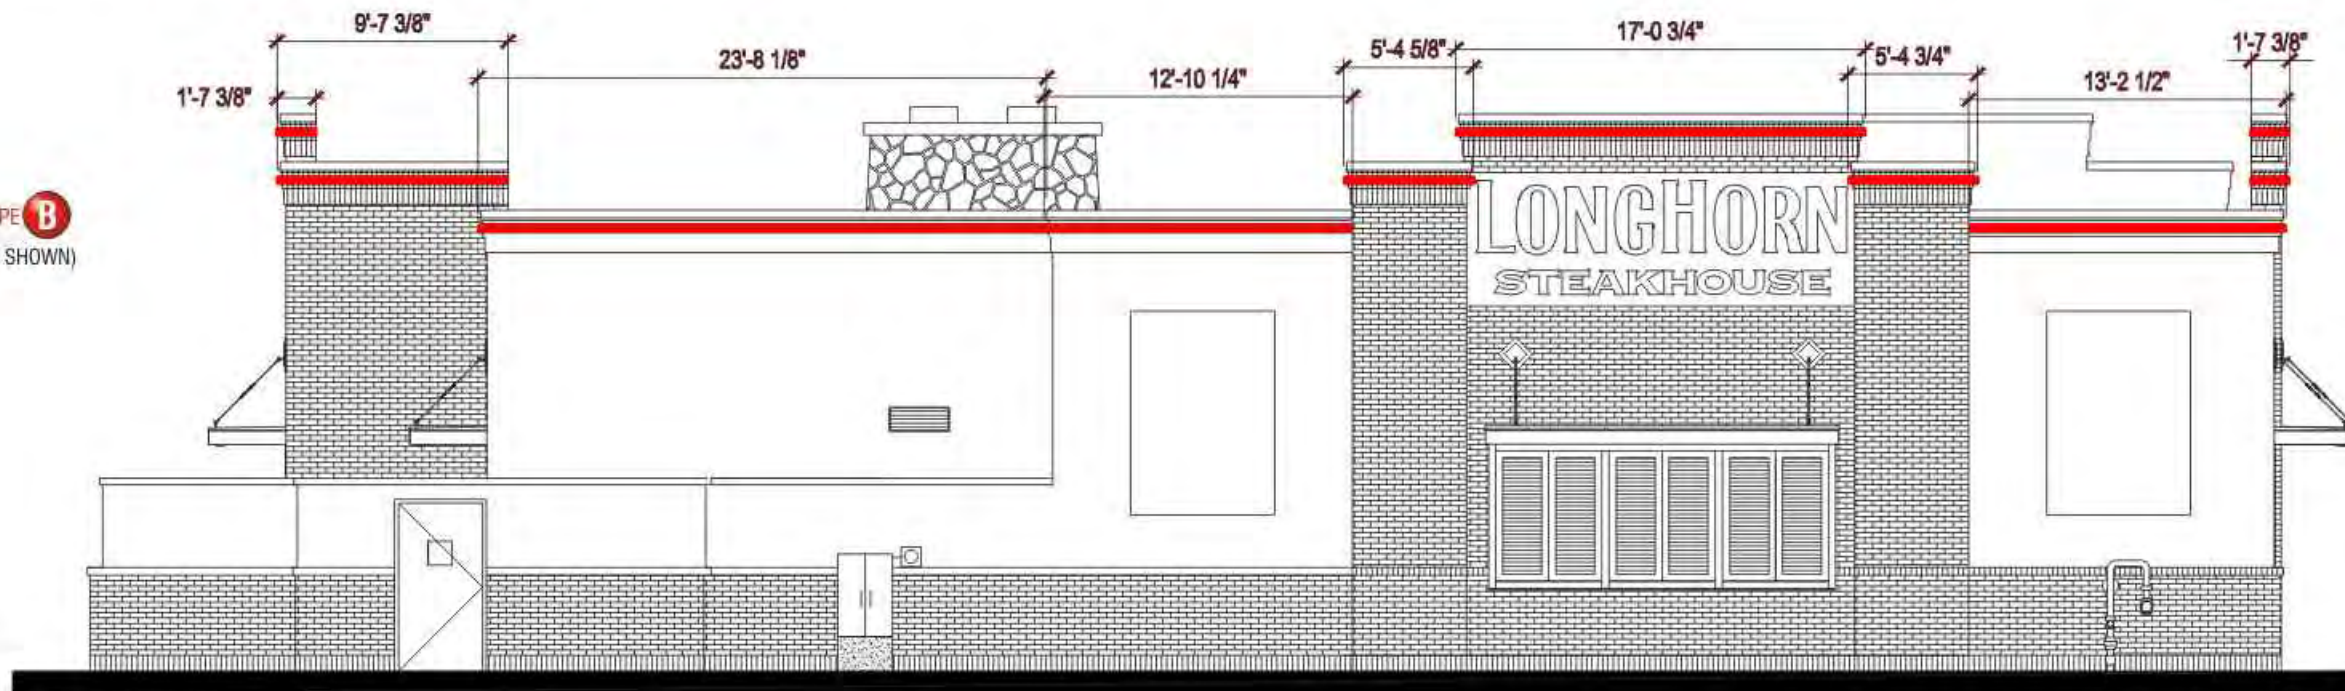 9'-7 3/8"
17'-0 3/4"
5'-4 5/8"
1'-7 3/8"
23'-8 1/8"
5'-4 3/4"
12'-10 1/4"
13'-2 1/2"
1'-7 3/8"
B
SHOWN)
LONGHORN
STEAKHOUSE